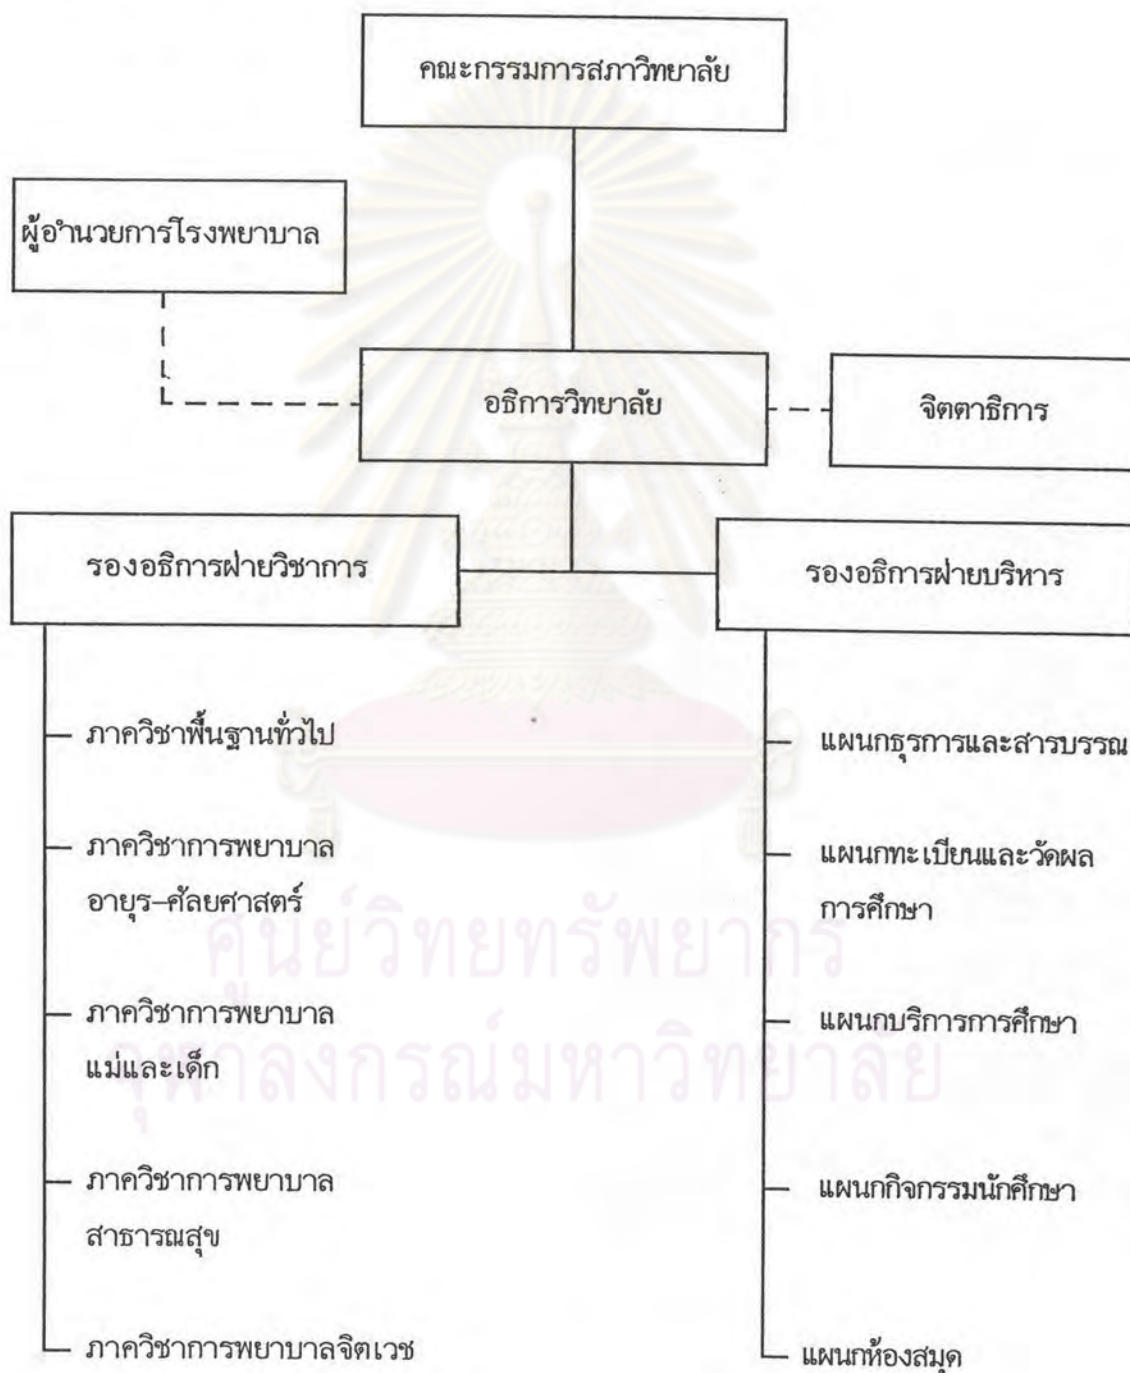 คณะกรรมการสภาวิทยาลัย
ผู้อำนวยการโรงพยาบาล
อธิการวิทยาลัย
จิตตาธิการ
รองอธิการฝ่ายวิชาการ
รองอธิการฝ่ายบริหาร
ภาควิชาพื้นฐานทั่วไป
ภาควิชาการพยาบาล
อายุร-ศัลยศาสตร์
ภาควิชาการพยาบาล
แม่และเด็ก
ภาควิชาการพยาบาล
สาธารณสุข
ภาควิชาการพยาบาลจิตเวช
แผนกธุรการและสารบรรณ
แผนกทะเบียนและวัดผล
การศึกษา
แผนกบริการการศึกษา
แผนกกิจกรรมนักศึกษา
แผนกห้องสมุด
ศูนย์วิทยทรัพยากร
จุฬาลงกรณ์มหาวิทยาลัย